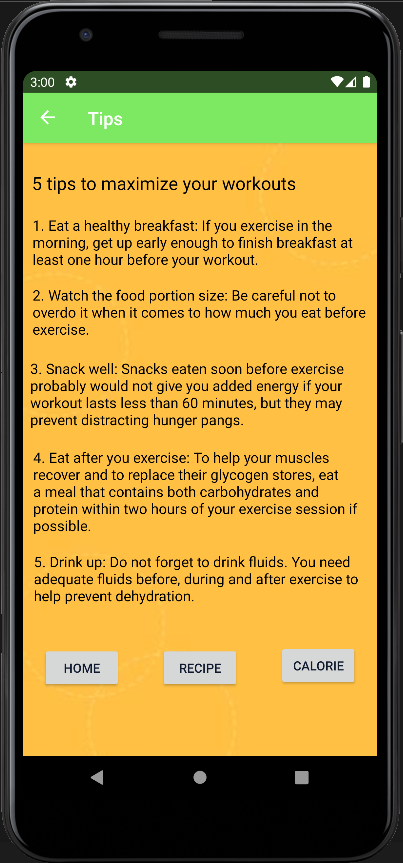 3:00
Tips
5 tips to maximize your workouts
1. Eat a healthy breakfast: If you exercise in the
morning, get up early enough to finish breakfast at
least one hour before your workout.
2. Watch the food portion size: Be careful not to
overdo it when it comes to how much you eat before
exercise.
3. Snack well: Snacks eaten soon before exercise
probably would not give you added energy if your
workout lasts less than 60 minutes, but they may
prevent distracting hunger pangs.
4. Eat after you exercise: To help your muscles
recover and to replace their glycogen stores, eat
a meal that contains both carbohydrates and
protein within two hours of your exercise session if
possible.
5. Drink up: Do not forget to drink fluids. You need
adequate fluids before, during and after exercise to
help prevent dehydration.
HOME RECIPE CALORIE